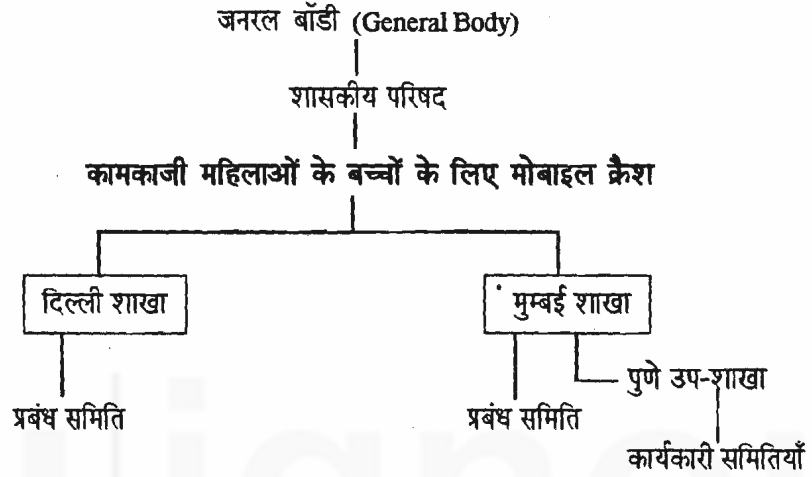 जनरल बॉडी (General Body)
शासकीय परिषद
कामकाजी महिलाओं के बच्चों के लिए मोबाइल क्रैश
दिल्ली शाखा
मुम्बई शाखा
पुणे उप-शाखा
प्रबंध समिति
प्रबंध समिति
कार्यकारी समितियाँ